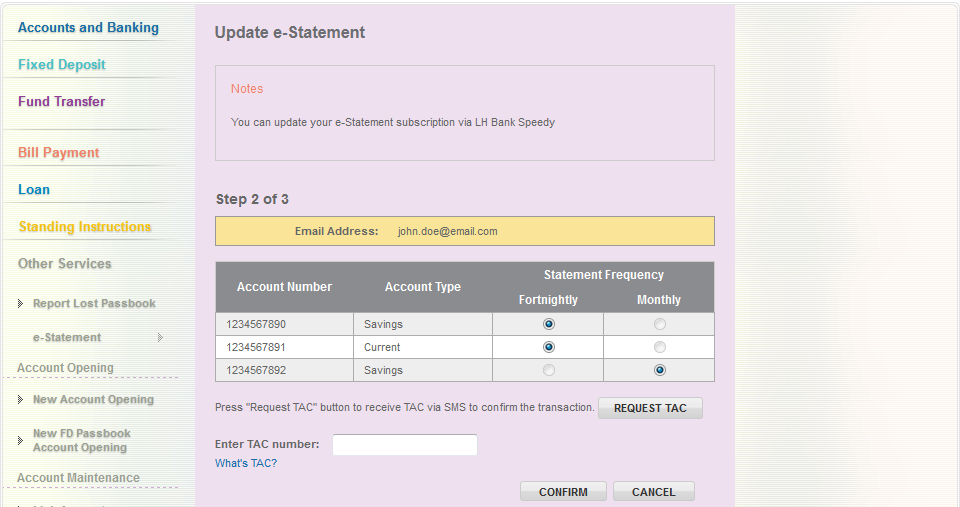 Accounts and Banking
Fixed Deposit
Fund Transfer
Bill Payment
Loan
Standing Instructions
Other Services
Report Lost Passbook
e-Statement
Account Opening
New Account Opening
New FD Passbook
Account Opening
Account Maintenance
Update e-Statement
Notes
You can update your e-Statement subscription via LH Bank Speedy
Step 2 of 3
Email Address: john.doe@email.com
Account Number Account Type Statement Frequency
Fortnightly Monthly
1234567890 Savings
1234567891 Current
1234567892 Savings
Press "Request TAC" button to receive TAC via SMS to confirm the transaction. REQUEST TAC
Enter TAC number:
What's TAC?
CONFIRM CANCEL